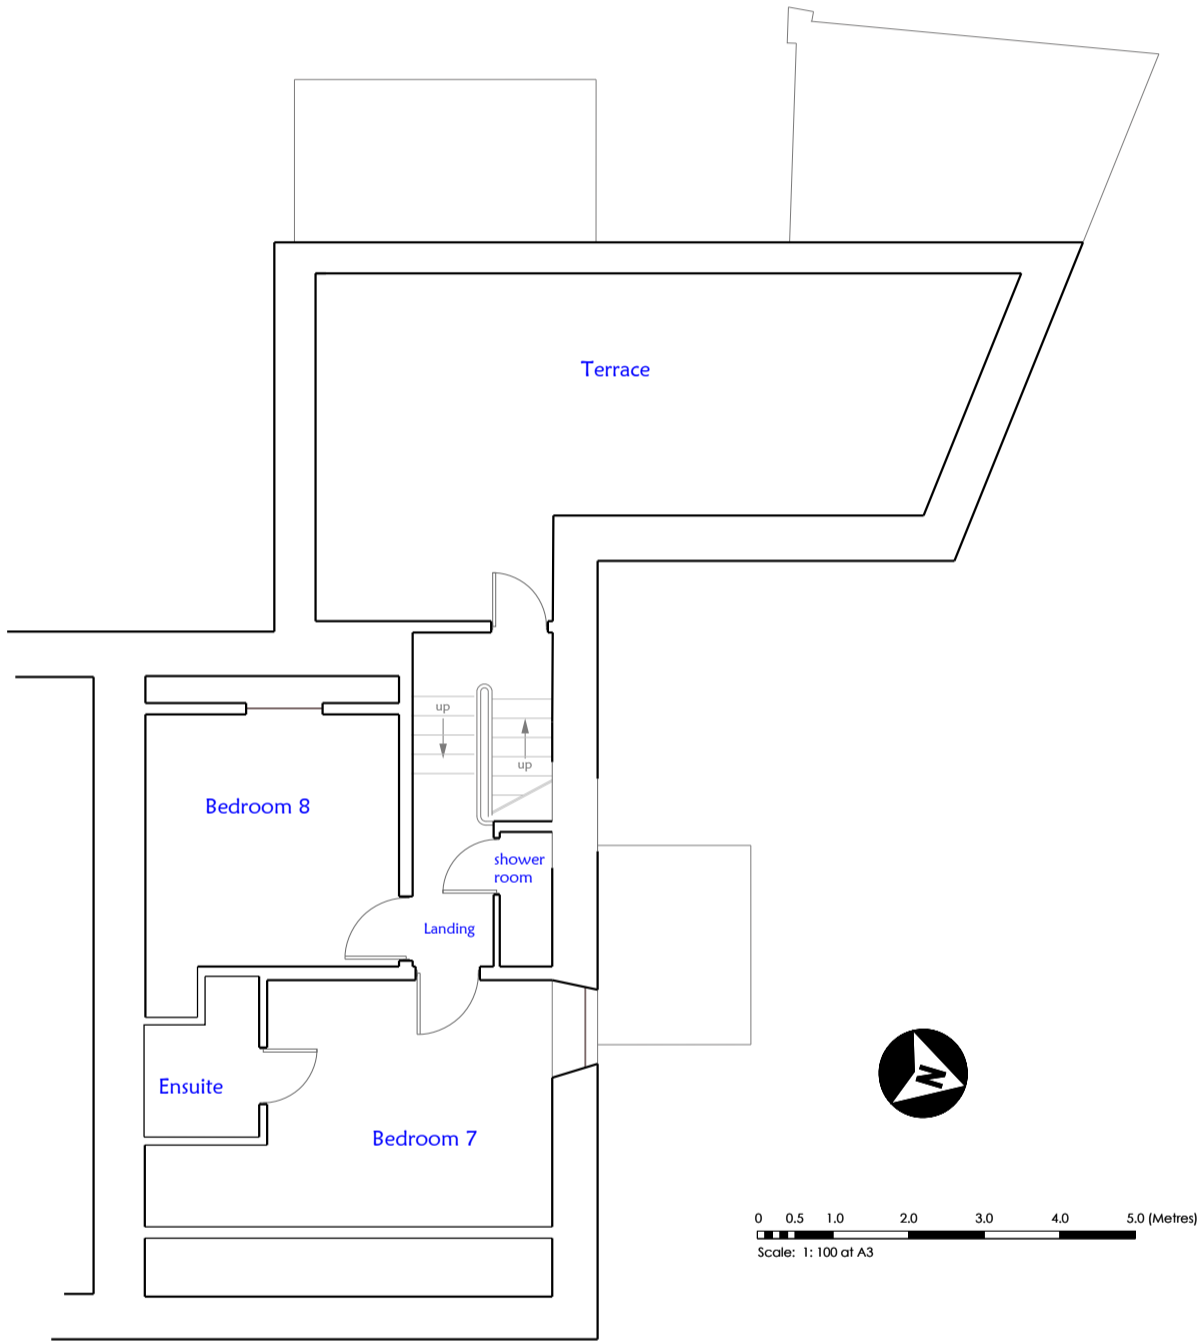 Terrace
up
up
Bedroom 8
shower
room
Landing
Ensuite
Bedroom 7
N
0 0.5 1.0 2.0 3.0 4.0 5.0 (Metres)
Scale: 1: 100 at A3